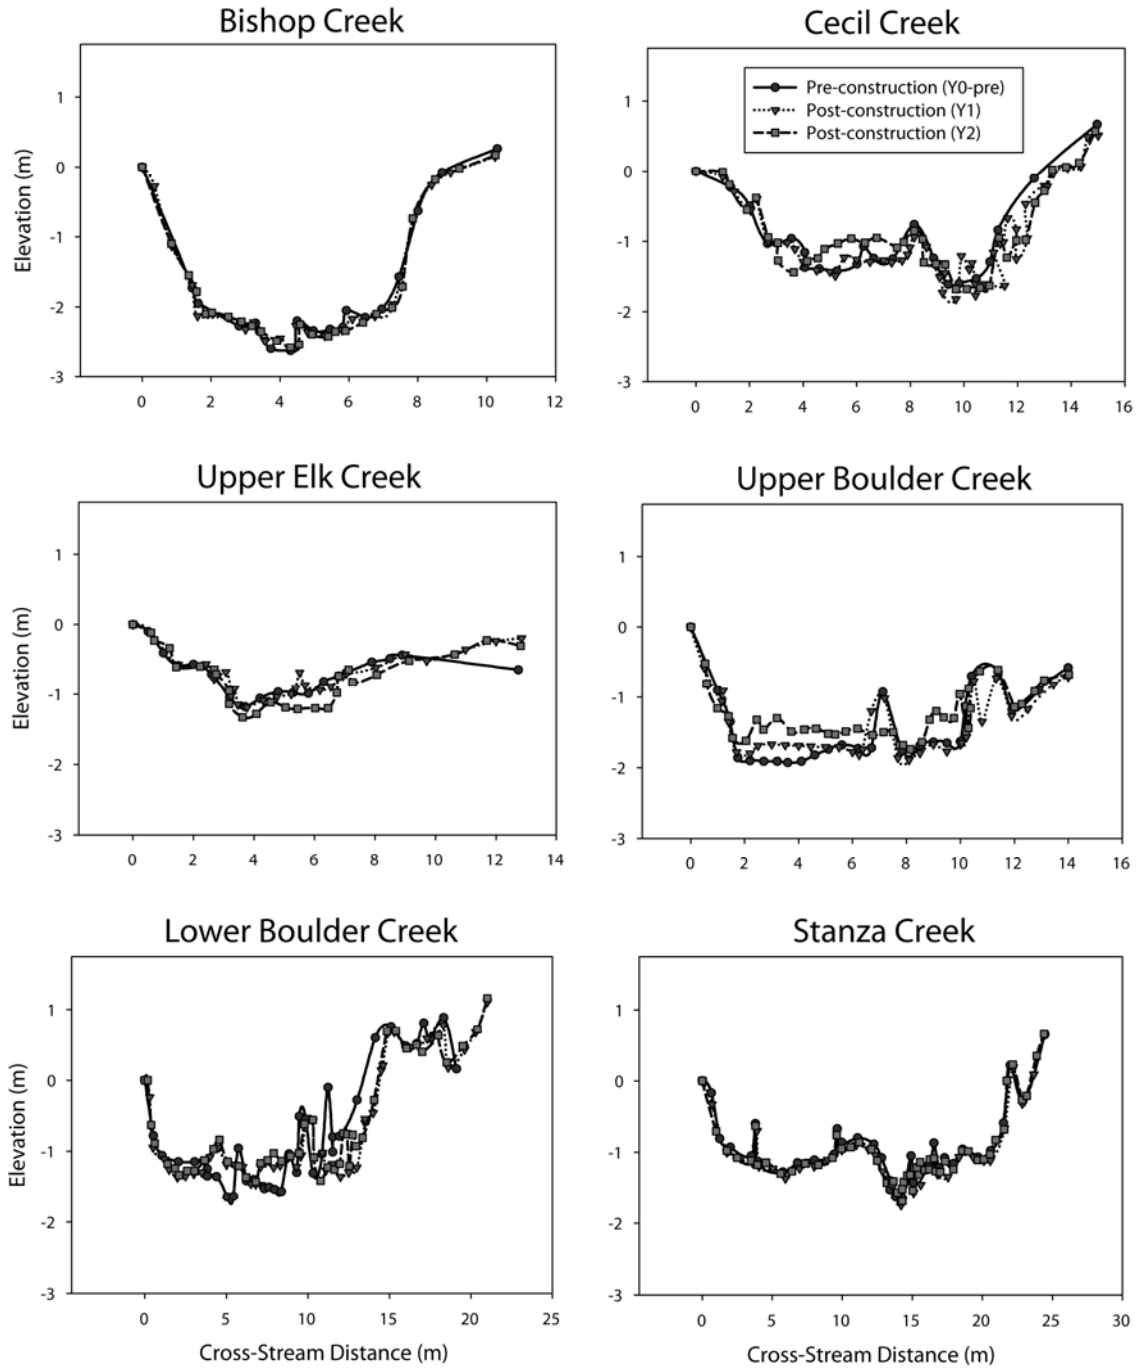 Bishop Creek
Cecil Creek
Pre-construction (Y0-pre)
Post-construction (Y1)
Post-construction (Y2)
Elevation (m)
1
0
-1
-2
-3
0 2 4 6 8 10 12
1
0
-1
-2
-3
0 2 4 6 8 10 12 14 16
Upper Elk Creek
Upper Boulder Creek
Elevation (m)
1
0
-1
-2
-3
0 2 4 6 8 10 12 14
1
0
-1
-2
-3
0 2 4 6 8 10 12 14 16
Lower Boulder Creek
Stanza Creek
Elevation (m)
1
0
-1
-2
-3
0 5 10 15 20 25
Cross-Stream Distance (m)
1
0
-1
-2
-3
0 5 10 15 20 25 30
Cross-Stream Distance (m)